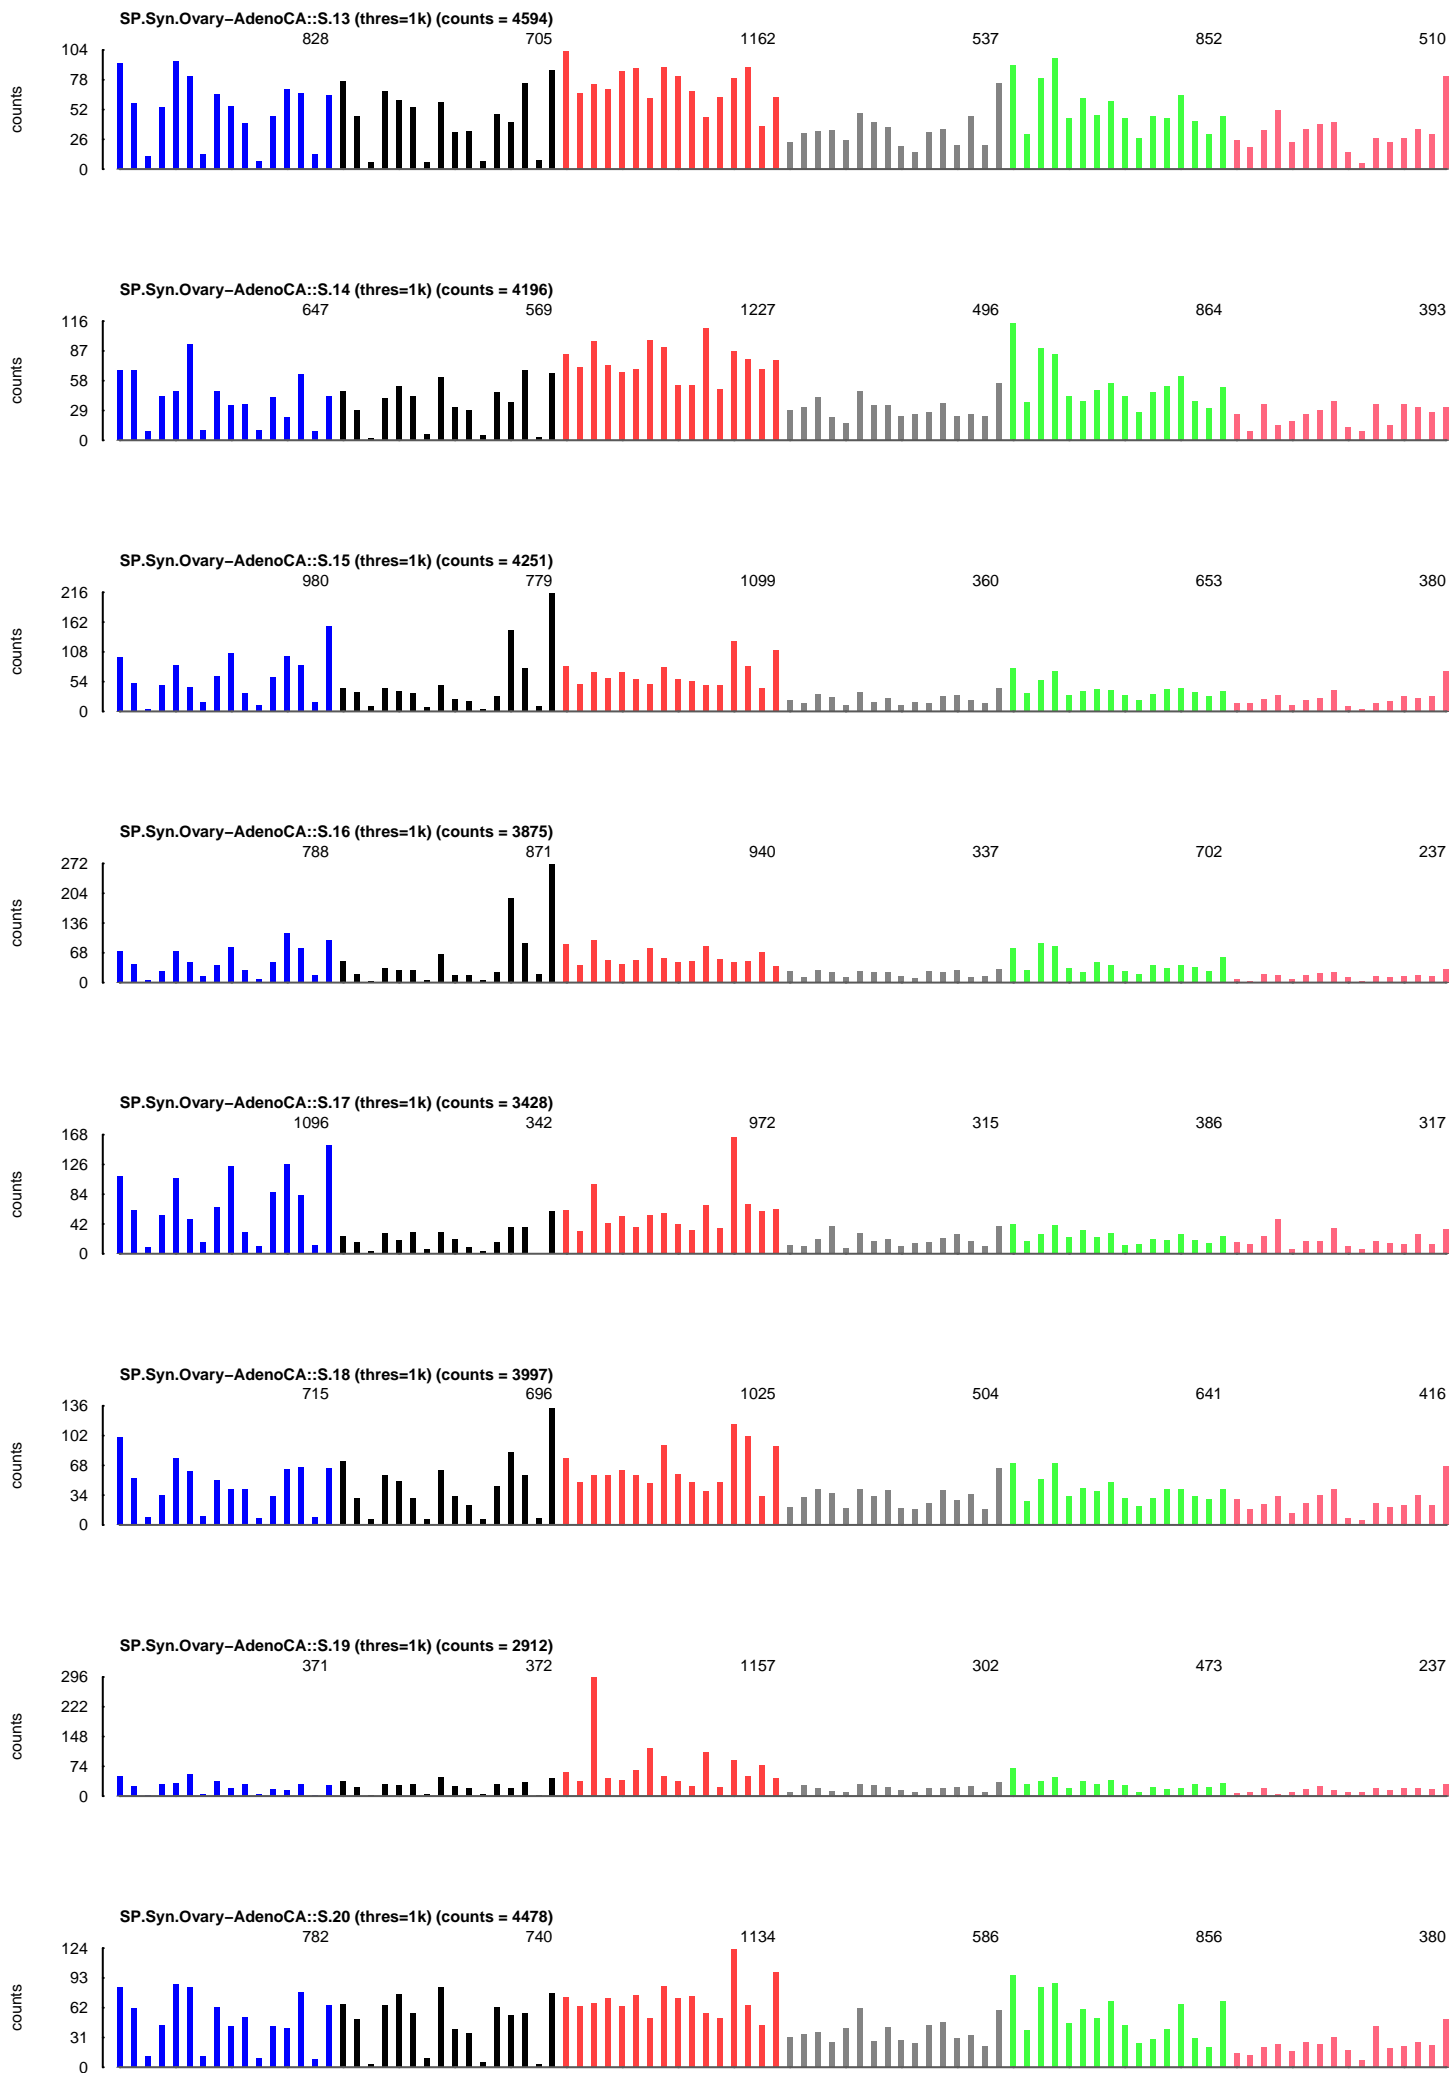 SP.Syn.Ovary−AdenoCA::S.13 (thres=1k) (counts = 4594)
828 705 1162 537 852 510
104
78
52
26
0
counts
SP.Syn.Ovary−AdenoCA::S.14 (thres=1k) (counts = 4196)
647 569 1227 496 864 393
116
87
58
29
0
counts
SP.Syn.Ovary−AdenoCA::S.15 (thres=1k) (counts = 4251)
980 779 1099 360 653 380
216
162
108
54
0
counts
SP.Syn.Ovary−AdenoCA::S.16 (thres=1k) (counts = 3875)
788 871 940 337 702 237
272
204
136
68
0
counts
SP.Syn.Ovary−AdenoCA::S.17 (thres=1k) (counts = 3428)
1096 342 972 315 386 317
168
126
84
42
0
counts
SP.Syn.Ovary−AdenoCA::S.18 (thres=1k) (counts = 3997)
715 696 1025 504 641 416
136
102
68
34
0
counts
SP.Syn.Ovary−AdenoCA::S.19 (thres=1k) (counts = 2912)
371 372 1157 302 473 237
296
222
148
74
0
counts
SP.Syn.Ovary−AdenoCA::S.20 (thres=1k) (counts = 4478)
782 740 1134 586 856 380
124
93
62
31
0
counts